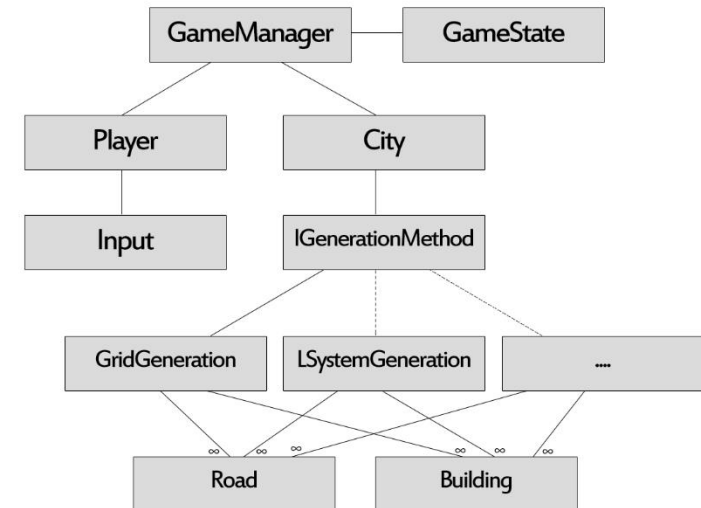 GameManager
GameState
Player
City
Input
IGenerationMethod
GridGeneration
LSystemGeneration
....
∞ ∞ ∞ ∞ ∞ ∞
Road
Building